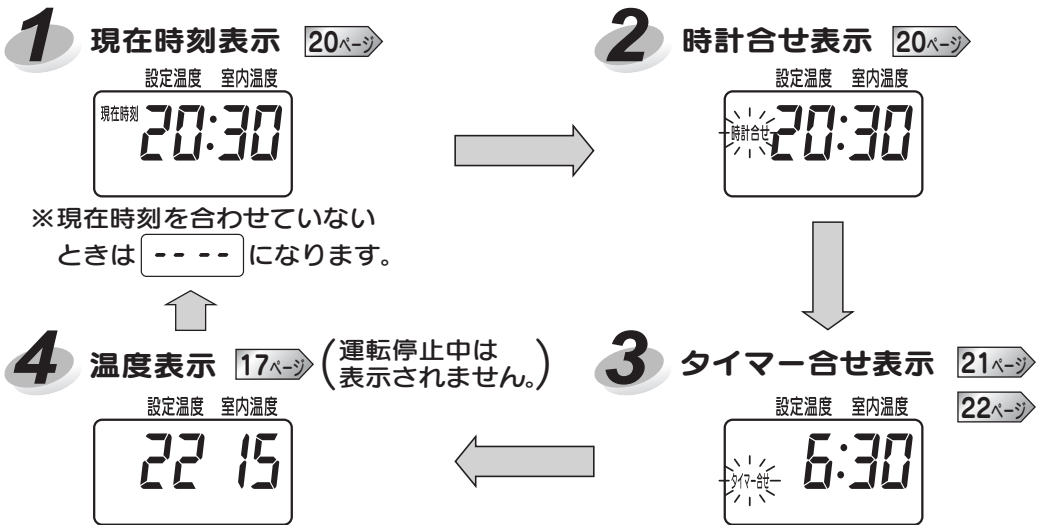 1 現在時刻表示 20ページ
設定温度 室内温度
現在時刻 20:30
※現在時刻を合わせていない
ときは - - - - になります。
2 時計合せ表示 20ページ
設定温度 室内温度
時計合せ 20:30
3 タイマー合せ表示 21ページ
22ページ
設定温度 室内温度
タイマー合せ 6:30
4 温度表示 17ページ (運転停止中は
表示されません。)
設定温度 室内温度
22 15